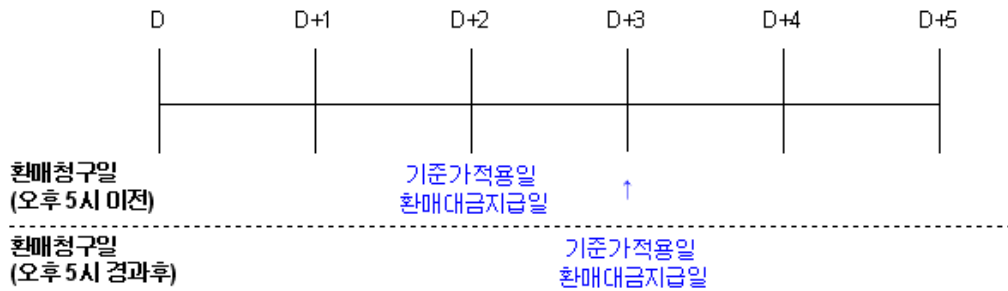 D D+1 D+2 D+3 D+4 D+5
환매청구일 기준가적용일
(오후 5시 이전) 환매대금지급일 ↑
환매청구일 기준가적용일
(오후 5시 경과후) 환매대금지급일